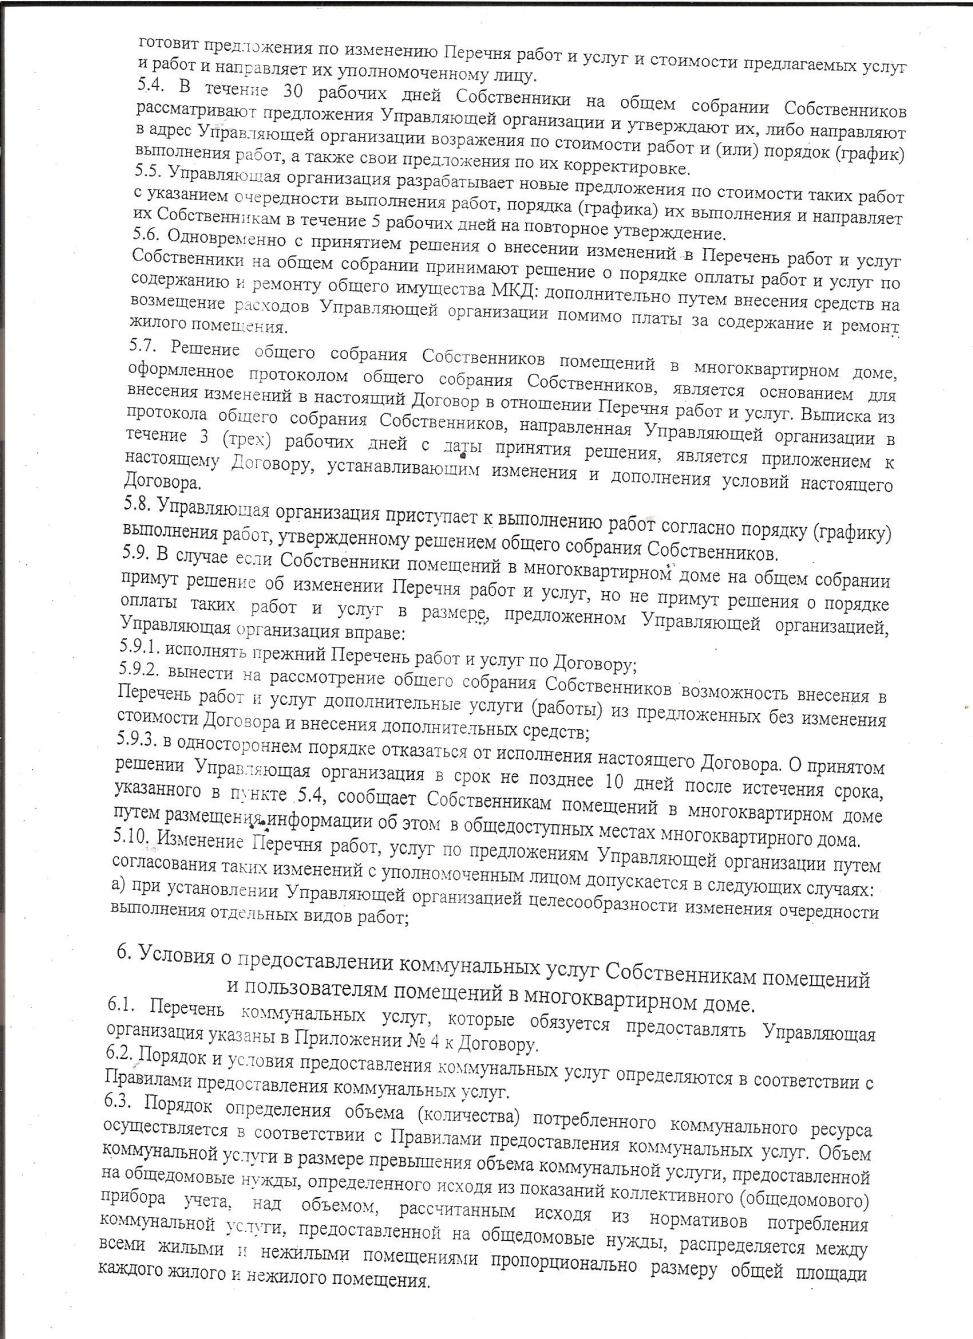 готовит предложения по изменению Перечня работ и услуг и стоимости предлагаемых услуг
и работ и направляет их уполномоченному лицу.
5.4. В течение 30 рабочих дней Собственники на общем собрании Собственников
рассматривают предложения Управляющей организации и утверждают их, либо направляют
в адрес Управляющей организации возражения по стоимости работ и (или) порядок (график)
выполнения работ, а также свои предложения по их корректировке.
5.5. Управляющая организация разрабатывает новые предложения по стоимости таких работ
с указанием очередности выполнения работ, порядка (графика) их выполнения и направляет
их Собственникам в течение 5 рабочих дней на повторное утверждение.
5.6. Одновременно с принятием решения о внесении изменений в Перечень работ и услуг
Собственники на общем собрании принимают решение о порядке оплаты работ и услуг по
содержанию и ремонту общего имущества МКД: дополнительно путем внесения средств на
возмещение расходов Управляющей организации помимо платы за содержание и ремонт
жилого помещения.
5.7. Решение общего собрания Собственников помещений в многоквартирном доме,
оформленное протоколом общего собрания Собственников, является основанием для
внесения изменений в настоящий Договор в отношении Перечня работ и услуг. Выписка из
протокола общего собрания Собственников, направленная Управляющей организации в
течение 3 (трех) рабочих дней с даты принятия решения, является приложением к
настоящему Договору, устанавливающим изменения и дополнения условий настоящего
Договора.
5.8. Управляющая организация приступает к выполнению работ согласно порядку (графику)
выполнения работ, утвержденному решением общего собрания Собственников.
5.9. В случае если Собственники помещений в многоквартирном доме на общем собрании
примут решение об изменении Перечня работ и услуг, но не примут решения о порядке
оплаты таких работ и услуг в размере, предложенном Управляющей организацией,
Управляющая организация вправе:
5.9.1. исполнять прежний Перечень работ и услуг по Договору;
5.9.2. вынести на рассмотрение общего собрания Собственников возможность внесения в
Перечень работ и услуг дополнительные услуги (работы) из предложенных без изменения
стоимости Договора и внесения дополнительных средств;
5.9.3. в одностороннем порядке отказаться от исполнения настоящего Договора. О принятом
решении Управляющая организация в срок не позднее 10 дней после истечения срока,
указанного в пункте 5.4, сообщает Собственникам помещений в многоквартирном доме
путем размещения информации об этом в общедоступных местах многоквартирного дома.
5.10. Изменение Перечня работ, услуг по предложениям Управляющей организации путем
согласования таких изменений с уполномоченным лицом допускается в следующих случаях:
а) при установлении Управляющей организацией целесообразности изменения очередности
выполнения отдельных видов работ;
6. Условия о предоставлении коммунальных услуг Собственникам помещений
и пользователям помещений в многоквартирном доме.
6.1. Перечень коммунальных услуг, которые обязуется предоставлять Управляющая
организация указаны в Приложении № 4 к Договору.
6.2. Порядок и условия предоставления коммунальных услуг определяются в соответствии с
Правилами предоставления коммунальных услуг.
6.3. Порядок определения объема (количества) потребленного коммунального ресурса
осуществляется в соответствии с Правилами предоставления коммунальных услуг. Объем
коммунальной услуги в размере превышения объема коммунальной услуги, предоставленной
на общедомовые нужды, определенного исходя из показаний коллективного (общедомового)
прибора учета, над объемом, рассчитанным исходя из нормативов потребления
коммунальной услуги, предоставленной на общедомовые нужды, распределяется между
всеми жилыми и нежилыми помещениями пропорционально размеру общей площади
каждого жилого и нежилого помещения.